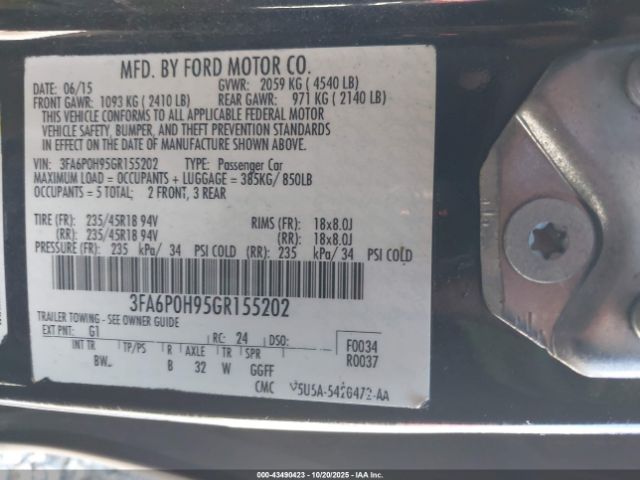 MFD. BY FORD MOTOR CO.
DATE: 06/15 GVWR: 2059 KG (4540 LB)
FRONT GAWR: 1093 KG (2410 LB) REAR GAWR: 971 KG (2140 LB)
THIS VEHICLE CONFORMS TO ALL APPLICABLE FEDERAL MOTOR
VEHICLE SAFETY, BUMPER, AND THEFT PREVENTION STANDARDS
IN EFFECT ON THE DATE OF MANUFACTURE SHOWN ABOVE.
VIN: 3FA6P0H95GR155202 TYPE: Passenger Car
MAXIMUM LOAD = OCCUPANTS + LUGGAGE = 385KG/ 850LB
OCCUPANTS = 5 TOTAL; 2 FRONT, 3 REAR
TIRE (FR): 235/45R18 94V RIMS (FR): 18x8.0J
(RR): 235/45R18 94V (RR): 18x8.0J
PRESSURE (FR): 235 kPa/ 34 PSI COLD (RR): 235 kPa/ 34 PSI COLD
3FA6P0H95GR155202
TRAILER TOWING - SEE OWNER GUIDE
EXT PNT: G1 RC: 24 DSO: F0034
INT TR TP/PS R AXLE TR SPR R0037
BW B 32 W GGFF
CMC
000-43490423 - 10/20/2025 - IAAI.COM